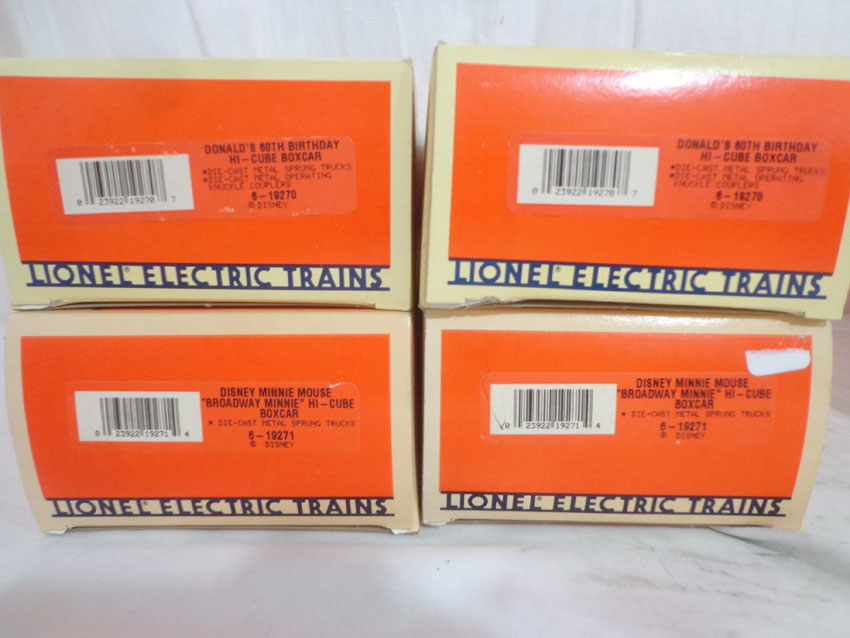 DONALD'S 60TH BIRTHDAY
HI-CUBE BOXCAR
*DIE-CAST METAL SPRUNG TRUCKS
*DIE-CAST METAL OPERATING
KNUCKLE COUPLERS
6-19270
© DISNEY
0 23922 19270 7
LIONEL® ELECTRIC TRAINS
DONALD'S 60TH BIRTHDAY
HI-CUBE BOXCAR
*DIE-CAST METAL SPRUNG TRUCKS
*DIE-CAST METAL OPERATING
KNUCKLE COUPLERS
6-19270
© DISNEY
0 23922 19270 7
LIONEL® ELECTRIC TRAINS
DISNEY MINNIE MOUSE
"BROADWAY MINNIE" HI-CUBE
BOXCAR
* DIE-CAST METAL SPRUNG TRUCKS
6-19271
© DISNEY
0 23922 19271 4
LIONEL® ELECTRIC TRAINS
DISNEY MINNIE MOUSE
"BROADWAY MINNIE" HI-CUBE
BOXCAR
* DIE-CAST METAL SPRUNG TRUCKS
6-19271
© DISNEY
0 23922 19271 4
LIONEL® ELECTRIC TRAINS